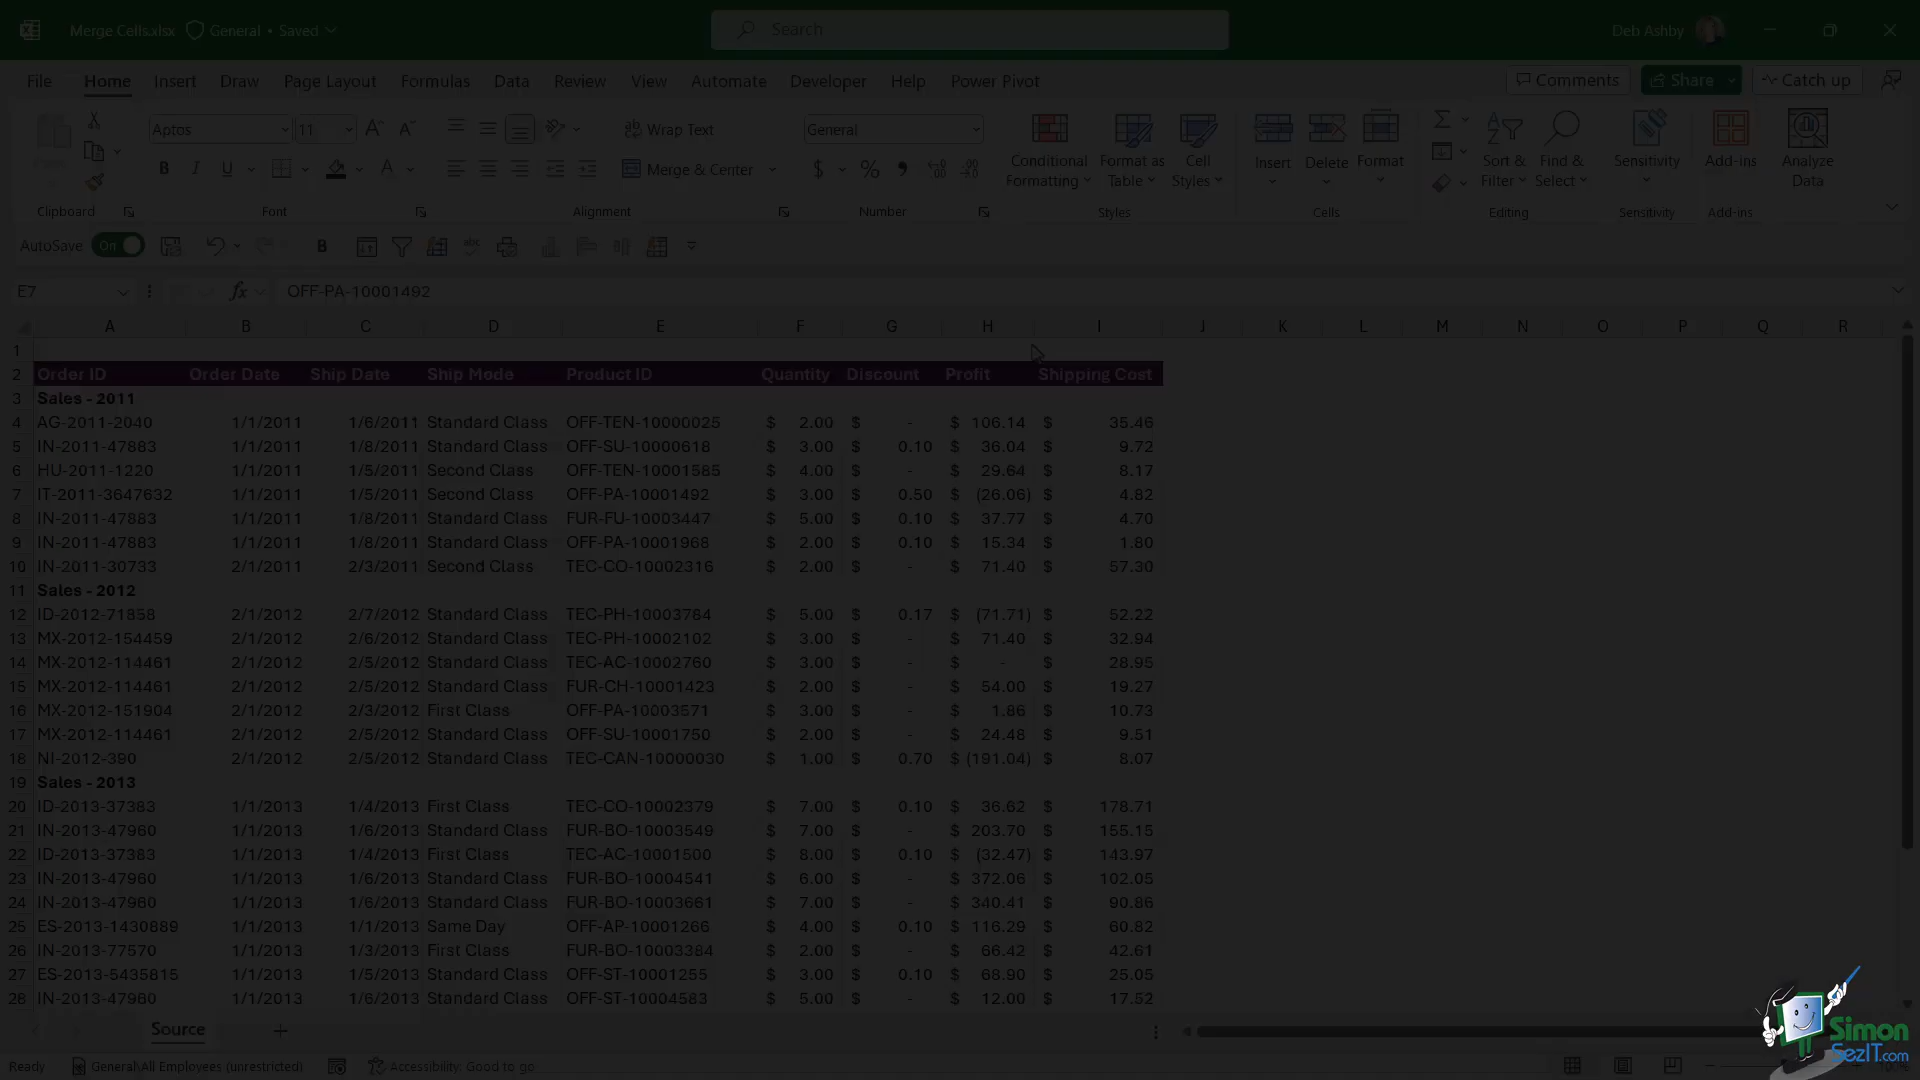 Merge Cells.xlsx General • Saved Search Deb Ashby
File Home Insert Draw Page Layout Formulas Data Review View Automate Developer Help Power Pivot Comments Share Catch up
Aptos 11 Wrap Text General
B I U Merge & Center $ % Conditional Formatting Format as Table Cell Styles Insert Delete Format Sort & Filter Find & Select Sensitivity Add-ins Analyze Data
Clipboard Font Alignment Number Styles Cells Editing Sensitivity Add-ins
AutoSave On B
E7 fx OFF-PA-10001492
A B C D E F G H I J K L M N O P Q R
1
2 Order ID Order Date Ship Date Ship Mode Product ID Quantity Discount Profit Shipping Cost
3 Sales - 2011
4 AG-2011-2040 1/1/2011 1/6/2011 Standard Class OFF-TEN-10000025 $ 2.00 $ - $ 106.14 $ 35.46
5 IN-2011-47883 1/1/2011 1/8/2011 Standard Class OFF-SU-10000618 $ 3.00 $ 0.10 $ 36.04 $ 9.72
6 HU-2011-1220 1/1/2011 1/5/2011 Second Class OFF-TEN-10001585 $ 4.00 $ - $ 29.64 $ 8.17
7 IT-2011-3647632 1/1/2011 1/5/2011 Second Class OFF-PA-10001492 $ 3.00 $ 0.50 $ (26.06) $ 4.82
8 IN-2011-47883 1/1/2011 1/8/2011 Standard Class FUR-FU-10003447 $ 5.00 $ 0.10 $ 37.77 $ 4.70
9 IN-2011-47883 1/1/2011 1/8/2011 Standard Class OFF-PA-10001968 $ 2.00 $ 0.10 $ 15.34 $ 1.80
10 IN-2011-30733 2/1/2011 2/3/2011 Second Class TEC-CO-10002316 $ 2.00 $ - $ 71.40 $ 57.30
11 Sales - 2012
12 ID-2012-71858 2/1/2012 2/7/2012 Standard Class TEC-PH-10003784 $ 5.00 $ 0.17 $ (71.71) $ 52.22
13 MX-2012-154459 2/1/2012 2/6/2012 Standard Class TEC-PH-10002102 $ 3.00 $ - $ 71.40 $ 32.94
14 MX-2012-114461 2/1/2012 2/5/2012 Standard Class TEC-AC-10002760 $ 3.00 $ - $ - $ 28.95
15 MX-2012-114461 2/1/2012 2/5/2012 Standard Class FUR-CH-10001423 $ 2.00 $ - $ 54.00 $ 19.27
16 MX-2012-151904 2/1/2012 2/3/2012 First Class OFF-PA-10003571 $ 3.00 $ - $ 1.86 $ 10.73
17 MX-2012-114461 2/1/2012 2/5/2012 Standard Class OFF-SU-10001750 $ 2.00 $ - $ 24.48 $ 9.51
18 NI-2012-390 2/1/2012 2/5/2012 Standard Class TEC-CAN-10000030 $ 1.00 $ 0.70 $ (191.04) $ 8.07
19 Sales - 2013
20 ID-2013-37383 1/1/2013 1/4/2013 First Class TEC-CO-10002379 $ 7.00 $ 0.10 $ 36.62 $ 178.71
21 IN-2013-47960 1/1/2013 1/6/2013 Standard Class FUR-BO-10003549 $ 7.00 $ - $ 203.70 $ 155.15
22 ID-2013-37383 1/1/2013 1/4/2013 First Class TEC-AC-10001500 $ 8.00 $ 0.10 $ (32.47) $ 143.97
23 IN-2013-47960 1/1/2013 1/6/2013 Standard Class FUR-BO-10004541 $ 6.00 $ - $ 372.06 $ 102.05
24 IN-2013-47960 1/1/2013 1/6/2013 Standard Class FUR-BO-10003661 $ 7.00 $ - $ 340.41 $ 90.86
25 ES-2013-1430889 1/1/2013 1/1/2013 Same Day OFF-AP-10001266 $ 4.00 $ 0.10 $ 116.29 $ 60.82
26 IN-2013-77570 1/1/2013 1/3/2013 First Class FUR-BO-10003384 $ 2.00 $ - $ 66.42 $ 42.61
27 ES-2013-5435815 1/1/2013 1/5/2013 Standard Class OFF-ST-10001255 $ 3.00 $ 0.10 $ 68.90 $ 25.05
28 IN-2013-47960 1/1/2013 1/6/2013 Standard Class OFF-ST-10004583 $ 5.00 $ - $ 12.00 $ 17.52
Source
Ready General\All Employees (unrestricted) Accessibility: Good to go
Simon
SezIT.com